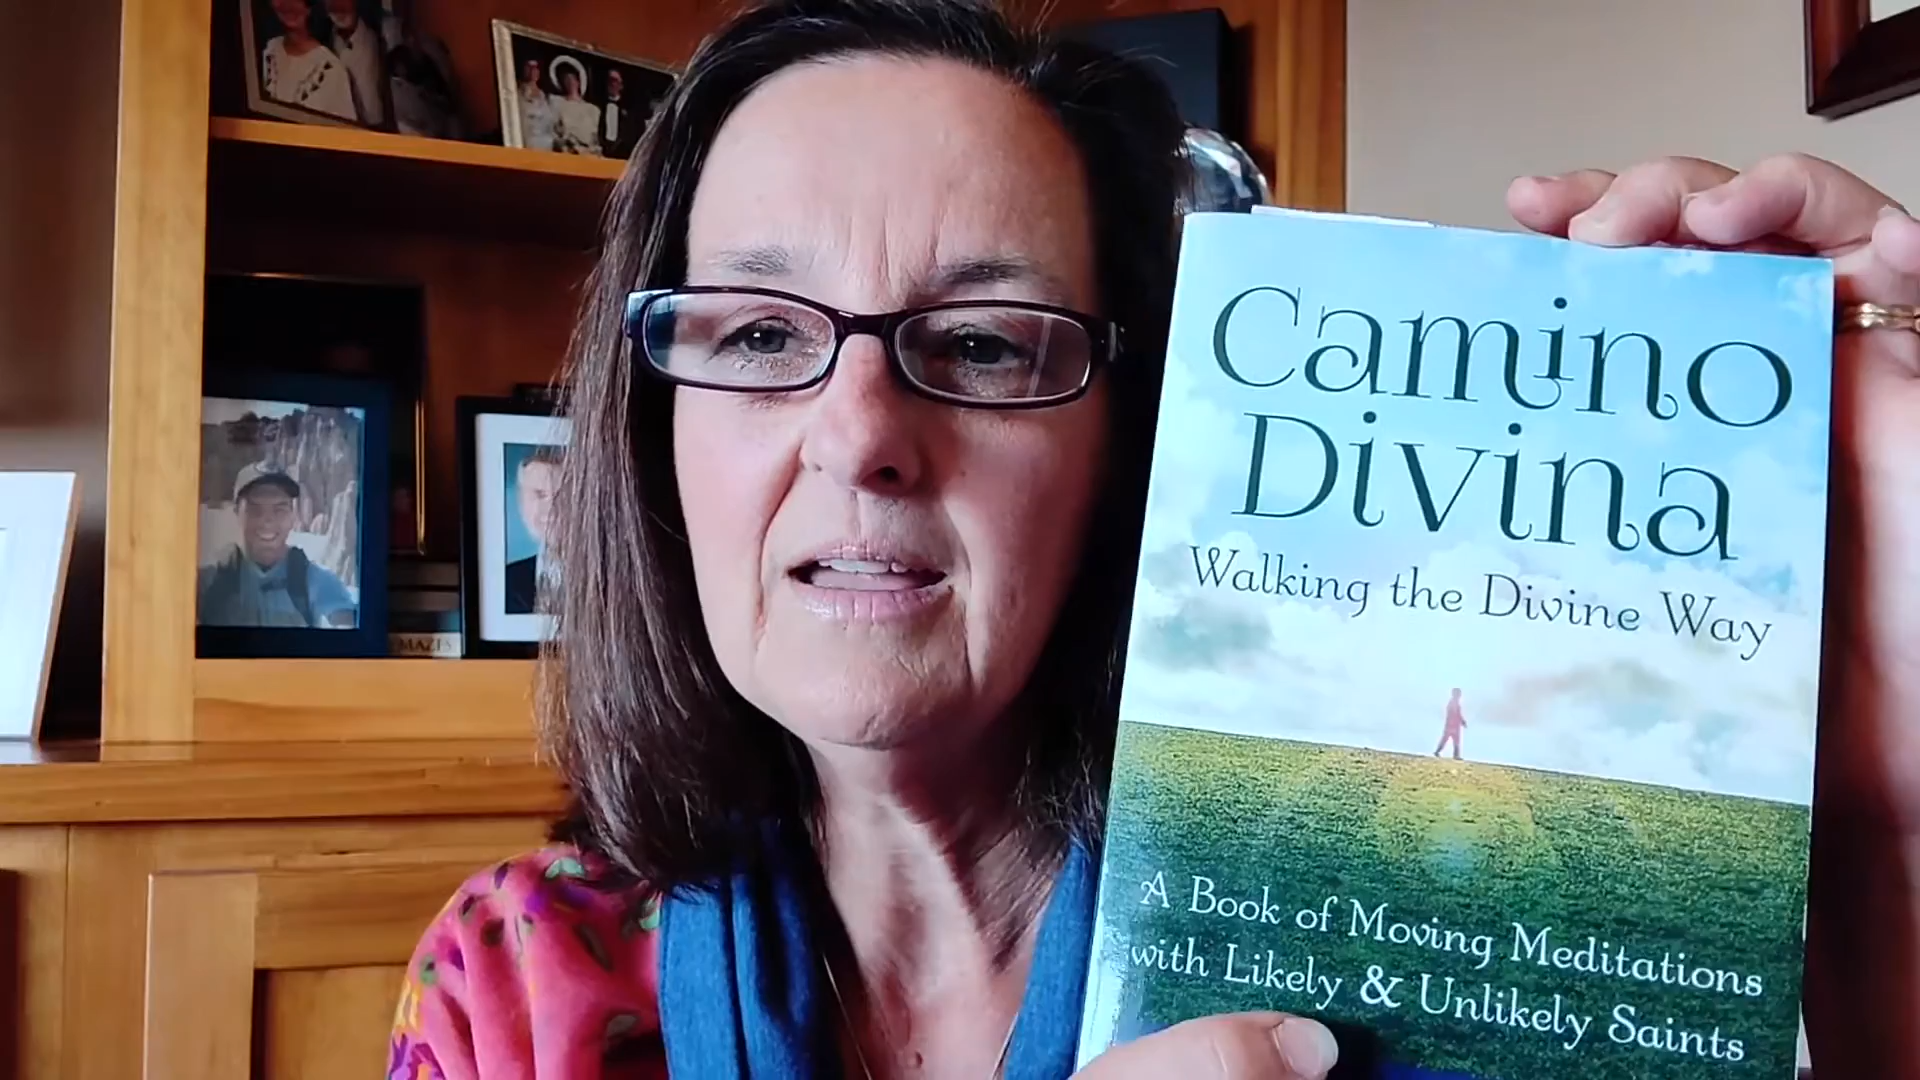 Camino
Divina
Walking the Divine Way
A Book of Moving Meditations
with Likely & Unlikely Saints